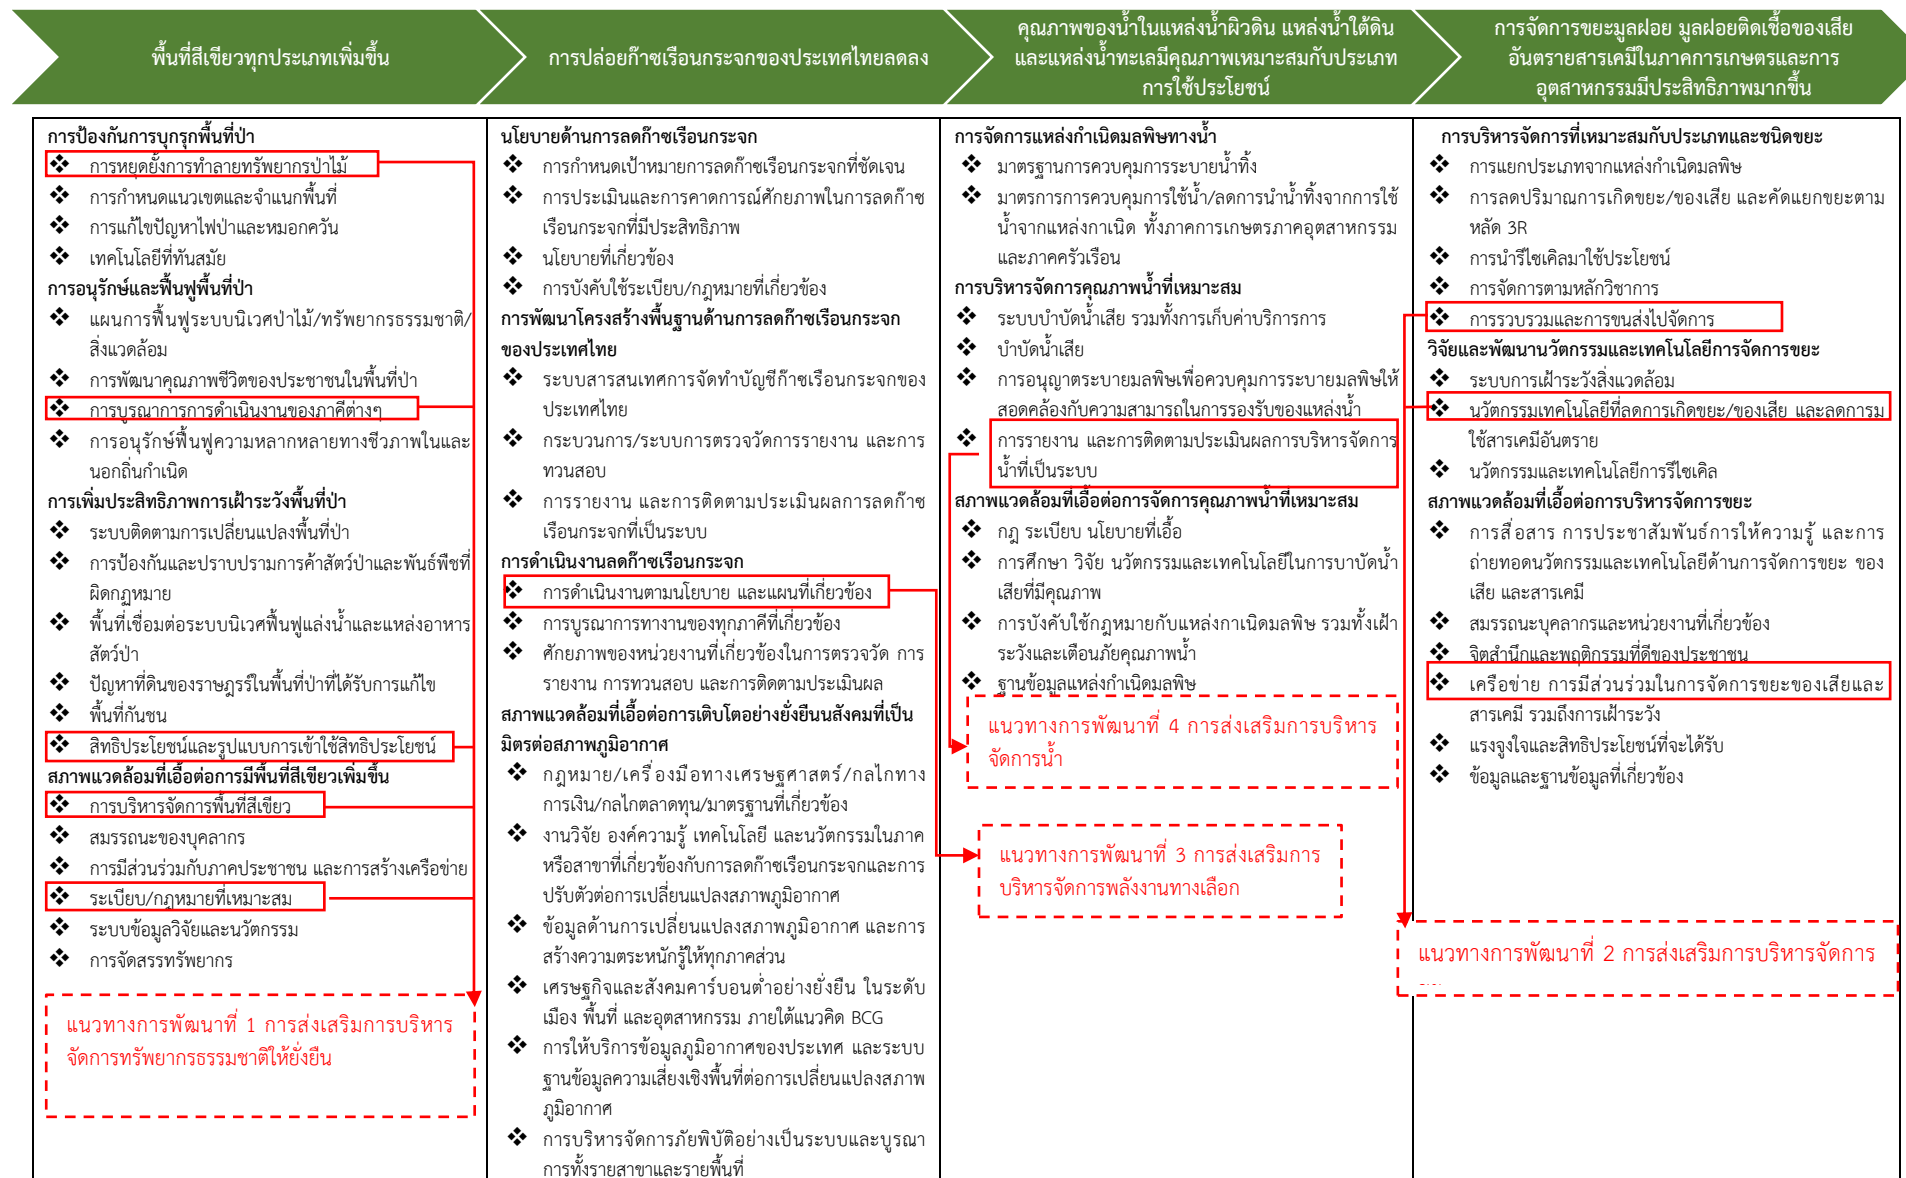 พื้นที่สีเขียวทุกประเภทเพิ่มขึ้น
การปล่อยก๊าซเรือนกระจกของประเทศไทยลดลง
คุณภาพของน้ำในแหล่งน้ำผิวดิน แหล่งน้ำใต้ดิน
และแหล่งน้ำทะเลมีคุณภาพเหมาะสมกับประเภท
การใช้ประโยชน์
การจัดการขยะมูลฝอย มูลฝอยติดเชื้อของเสีย
อันตรายสารเคมีในภาคการเกษตรและการ
อุตสาหกรรมมีประสิทธิภาพมากขึ้น
การป้องกันการบุกรุกพื้นที่ป่า
❖ การหยุดยั้งการทำลายทรัพยากรป่าไม้
❖ การกำหนดแนวเขตและจำแนกพื้นที่
❖ การแก้ไขปัญหาไฟป่าและหมอกควัน
❖ เทคโนโลยีที่ทันสมัย
การอนุรักษ์และฟื้นฟูพื้นที่ป่า
❖ แผนการฟื้นฟูระบบนิเวศป่าไม้/ทรัพยากรธรรมชาติ/
สิ่งแวดล้อม
❖ การพัฒนาคุณภาพชีวิตของประชาชนในพื้นที่ป่า
❖ การบูรณาการการดำเนินงานของภาคีต่างๆ
❖ การอนุรักษ์ฟื้นฟูความหลากหลายทางชีวภาพในและ
นอกถิ่นกำเนิด
การเพิ่มประสิทธิภาพการเฝ้าระวังพื้นที่ป่า
❖ ระบบติดตามการเปลี่ยนแปลงพื้นที่ป่า
❖ การป้องกันและปราบปรามการค้าสัตว์ป่าและพันธ์พืชที่
ผิดกฎหมาย
❖ พื้นที่เชื่อมต่อระบบนิเวศฟื้นฟูแล่งน้ำและแหล่งอาหาร
สัตว์ป่า
❖ ปัญหาที่ดินของราษฎรร์ในพื้นที่ป่าที่ได้รับการแก้ไข
❖ พื้นที่กันชน
❖ สิทธิประโยชน์และรูปแบบการเข้าใช้สิทธิประโยชน์
สภาพแวดล้อมที่เอื้อต่อการมีพื้นที่สีเขียวเพิ่มขึ้น
❖ การบริหารจัดการพื้นที่สีเขียว
❖ สมรรถนะของบุคลากร
❖ การมีส่วนร่วมกับภาคประชาชน และการสร้างเครือข่าย
❖ ระเบียบ/กฎหมายที่เหมาะสม
❖ ระบบข้อมูลวิจัยและนวัตกรรม
❖ การจัดสรรทรัพยากร
แนวทางการพัฒนาที่ 1 การส่งเสริมการบริหาร
จัดการทรัพยากรธรรมชาติให้ยั่งยืน
นโยบายด้านการลดก๊าซเรือนกระจก
❖ การกำหนดเป้าหมายการลดก๊าซเรือนกระจกที่ชัดเจน
❖ การประเมินและการคาดการณ์ศักยภาพในการลดก๊าซ
เรือนกระจกที่มีประสิทธิภาพ
❖ นโยบายที่เกี่ยวข้อง
❖ การบังคับใช้ระเบียบ/กฎหมายที่เกี่ยวข้อง
การพัฒนาโครงสร้างพื้นฐานด้านการลดก๊าซเรือนกระจก
ของประเทศไทย
❖ ระบบสารสนเทศการจัดทำบัญชีก๊าซเรือนกระจกของ
ประเทศไทย
❖ กระบวนการ/ระบบการตรวจวัดการรายงาน และการ
ทวนสอบ
❖ การรายงาน และการติดตามประเมินผลการลดก๊าซ
เรือนกระจกที่เป็นระบบ
การดำเนินงานลดก๊าซเรือนกระจก
❖ การดำเนินงานตามนโยบาย และแผนที่เกี่ยวข้อง
❖ การบูรณาการทางานของทุกภาคีที่เกี่ยวข้อง
❖ ศักยภาพของหน่วยงานที่เกี่ยวข้องในการตรวจวัด การ
รายงาน การทวนสอบ และการติดตามประเมินผล
สภาพแวดล้อมที่เอื้อต่อการเติบโตอย่างยั่งยืนนสังคมที่เป็น
มิตรต่อสภาพภูมิอากาศ
❖ กฎหมาย/เครื่องมือทางเศรษฐศาสตร์/กลไกทาง
การเงิน/กลไกตลาดทุน/มาตรฐานที่เกี่ยวข้อง
❖ งานวิจัย องค์ความรู้ เทคโนโลยี และนวัตกรรมในภาค
หรือสาขาที่เกี่ยวข้องกับการลดก๊าซเรือนกระจกและการ
ปรับตัวต่อการเปลี่ยนแปลงสภาพภูมิอากาศ
❖ ข้อมูลด้านการเปลี่ยนแปลงสภาพภูมิอากาศ และการ
สร้างความตระหนักรู้ให้ทุกภาคส่วน
❖ เศรษฐกิจและสังคมคาร์บอนต่ำอย่างยั่งยืน ในระดับ
เมือง พื้นที่ และอุตสาหกรรม ภายใต้แนวคิด BCG
❖ การให้บริการข้อมูลภูมิอากาศของประเทศ และระบบ
ฐานข้อมูลความเสี่ยงเชิงพื้นที่ต่อการเปลี่ยนแปลงสภาพ
ภูมิอากาศ
❖ การบริหารจัดการภัยพิบัติอย่างเป็นระบบและบูรณา
การทั้งรายสาขาและรายพื้นที่
การจัดการแหล่งกำเนิดมลพิษทางน้ำ
❖ มาตรฐานการควบคุมการระบายน้ำทิ้ง
❖ มาตรการการควบคุมการใช้น้ำ/ลดการนำน้ำทิ้งจากการใช้
น้ำจากแหล่งกาเนิด ทั้งภาคการเกษตรภาคอุตสาหกรรม
และภาคครัวเรือน
การบริหารจัดการคุณภาพน้ำที่เหมาะสม
❖ ระบบบำบัดน้ำเสีย รวมทั้งการเก็บค่าบริการการ
❖ บำบัดน้ำเสีย
❖ การอนุญาตระบายมลพิษเพื่อควบคุมการระบายมลพิษให้
สอดคล้องกับความสามารถในการรองรับของแหล่งน้ำ
❖ การรายงาน และการติดตามประเมินผลการบริหารจัดการ
น้ำที่เป็นระบบ
สภาพแวดล้อมที่เอื้อต่อการจัดการคุณภาพน้ำที่เหมาะสม
❖ กฎ ระเบียบ นโยบายที่เอื้อ
❖ การศึกษา วิจัย นวัตกรรมและเทคโนโลยีในการบาบัดน้ำ
เสียที่มีคุณภาพ
❖ การบังคับใช้กฎหมายกับแหล่งกาเนิดมลพิษ รวมทั้งเฝ้า
ระวังและเตือนภัยคุณภาพน้ำ
❖ ฐานข้อมูลแหล่งกำเนิดมลพิษ
แนวทางการพัฒนาที่ 4 การส่งเสริมการบริหาร
จัดการน้ำ
แนวทางการพัฒนาที่ 3 การส่งเสริมการ
บริหารจัดการพลังงานทางเลือก
การบริหารจัดการที่เหมาะสมกับประเภทและชนิดขยะ
❖ การแยกประเภทจากแหล่งกำเนิดมลพิษ
❖ การลดปริมาณการเกิดขยะ/ของเสีย และคัดแยกขยะตาม
หลัด 3R
❖ การนำรีไซเคิลมาใช้ประโยชน์
❖ การจัดการตามหลักวิชาการ
❖ การรวบรวมและการขนส่งไปจัดการ
วิจัยและพัฒนานวัตกรรมและเทคโนโลยีการจัดการขยะ
❖ ระบบการเฝ้าระวังสิ่งแวดล้อม
❖ นวัตกรรมเทคโนโลยีที่ลดการเกิดขยะ/ของเสีย และลดการม
ใช้สารเคมีอันตราย
❖ นวัตกรรมและเทคโนโลยีการรีไซเคิล
สภาพแวดล้อมที่เอื้อต่อการบริหารจัดการขยะ
❖ การสื่อสาร การประชาสัมพันธ์การให้ความรู้ และการ
ถ่ายทอดนวัตกรรมและเทคโนโลยีด้านการจัดการขยะ ของ
เสีย และสารเคมี
❖ สมรรถนะบุคลากรและหน่วยงานที่เกี่ยวข้อง
❖ จิตสำนึกและพฤติกรรมที่ดีของประชาชน
❖ เครือข่าย การมีส่วนร่วมในการจัดการขยะของเสียและ
สารเคมี รวมถึงการเฝ้าระวัง
❖ แรงจูงใจและสิทธิประโยชน์ที่จะได้รับ
❖ ข้อมูลและฐานข้อมูลที่เกี่ยวข้อง
แนวทางการพัฒนาที่ 2 การส่งเสริมการบริหารจัดการ